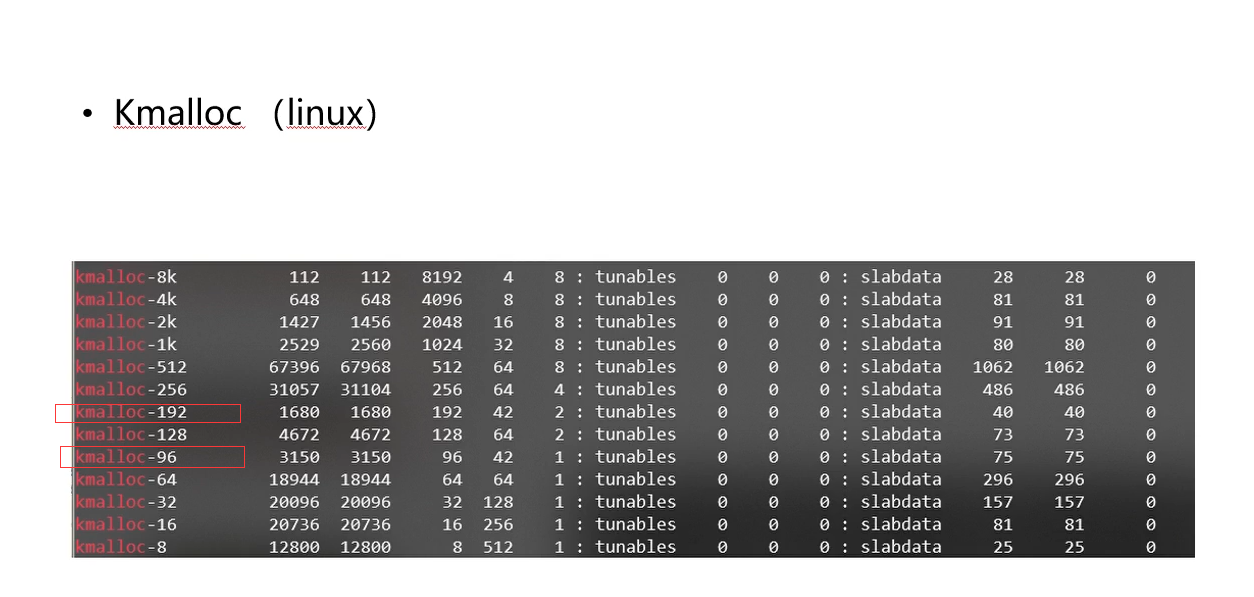 • Kmalloc （linux）
kmalloc-8k 112 112 8192 4 8 : tunables 0 0 0 : slabdata 28 28 0
kmalloc-4k 648 648 4096 8 8 : tunables 0 0 0 : slabdata 81 81 0
kmalloc-2k 1427 1456 2048 16 8 : tunables 0 0 0 : slabdata 91 91 0
kmalloc-1k 2529 2560 1024 32 8 : tunables 0 0 0 : slabdata 80 80 0
kmalloc-512 67396 67968 512 64 8 : tunables 0 0 0 : slabdata 1062 1062 0
kmalloc-256 31057 31104 256 64 4 : tunables 0 0 0 : slabdata 486 486 0
kmalloc-192 1680 1680 192 42 2 : tunables 0 0 0 : slabdata 40 40 0
kmalloc-128 4672 4672 128 64 2 : tunables 0 0 0 : slabdata 73 73 0
kmalloc-96 3150 3150 96 42 1 : tunables 0 0 0 : slabdata 75 75 0
kmalloc-64 18944 18944 64 64 1 : tunables 0 0 0 : slabdata 296 296 0
kmalloc-32 20096 20096 32 128 1 : tunables 0 0 0 : slabdata 157 157 0
kmalloc-16 20736 20736 16 256 1 : tunables 0 0 0 : slabdata 81 81 0
kmalloc-8 12800 12800 8 512 1 : tunables 0 0 0 : slabdata 25 25 0